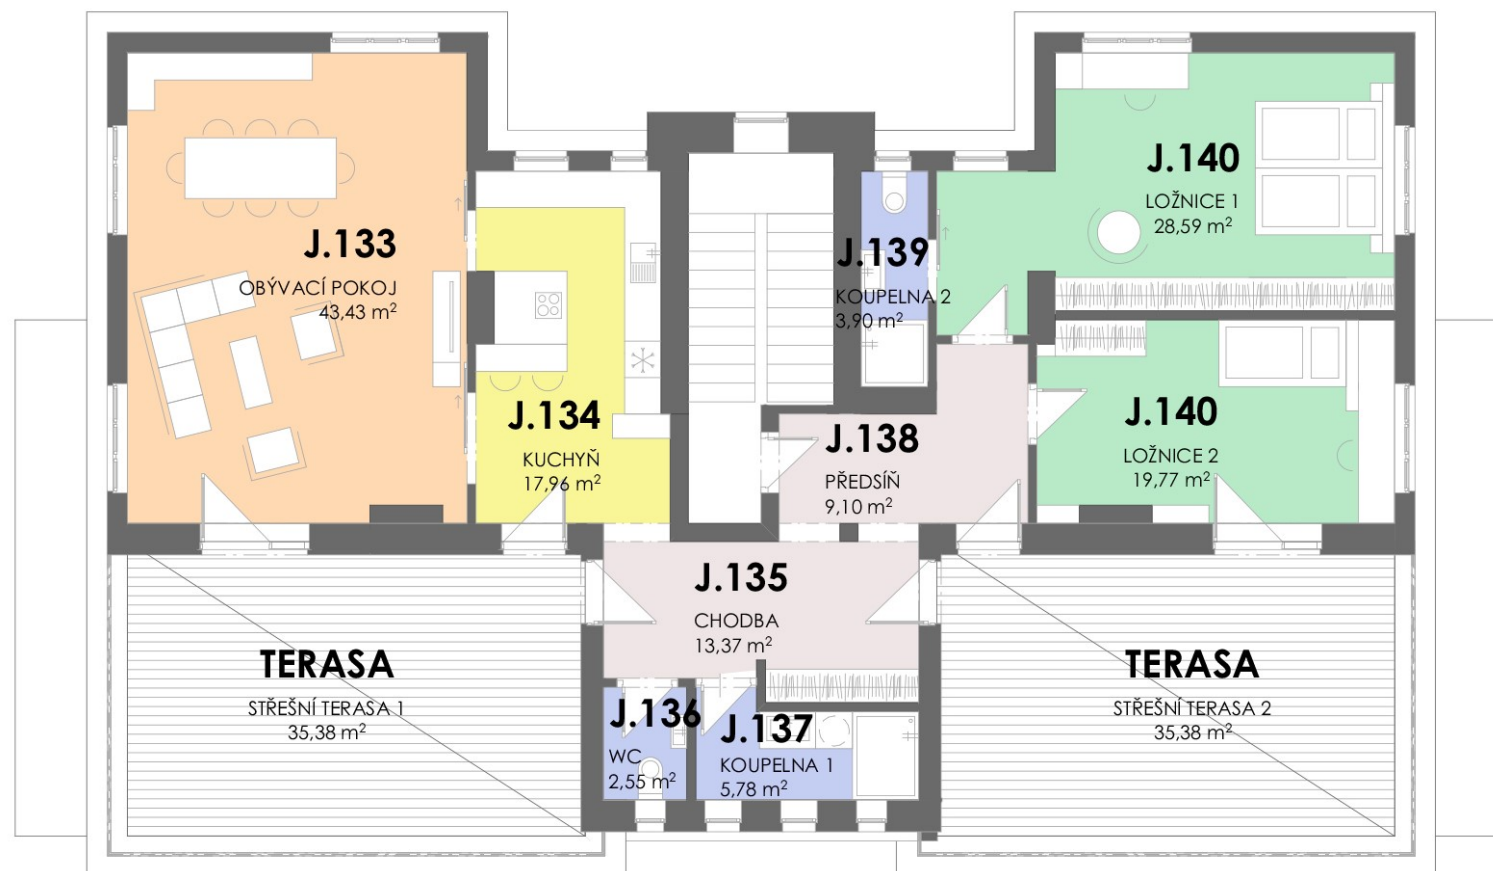 J.133
OBÝVACÍ POKOJ
43,43 m²
J.134
KUCHYŇ
17,96 m²
J.139
KOUPELNA 2
3,90 m²
J.140
LOŽNICE 1
28,59 m²
J.138
PŘEDSÍŇ
9,10 m²
J.140
LOŽNICE 2
19,77 m²
J.135
CHODBA
13,37 m²
TERASA
STŘEŠNÍ TERASA 1
35,38 m²
J.136
WC
2,55 m²
J.137
KOUPELNA 1
5,78 m²
TERASA
STŘEŠNÍ TERASA 2
35,38 m²